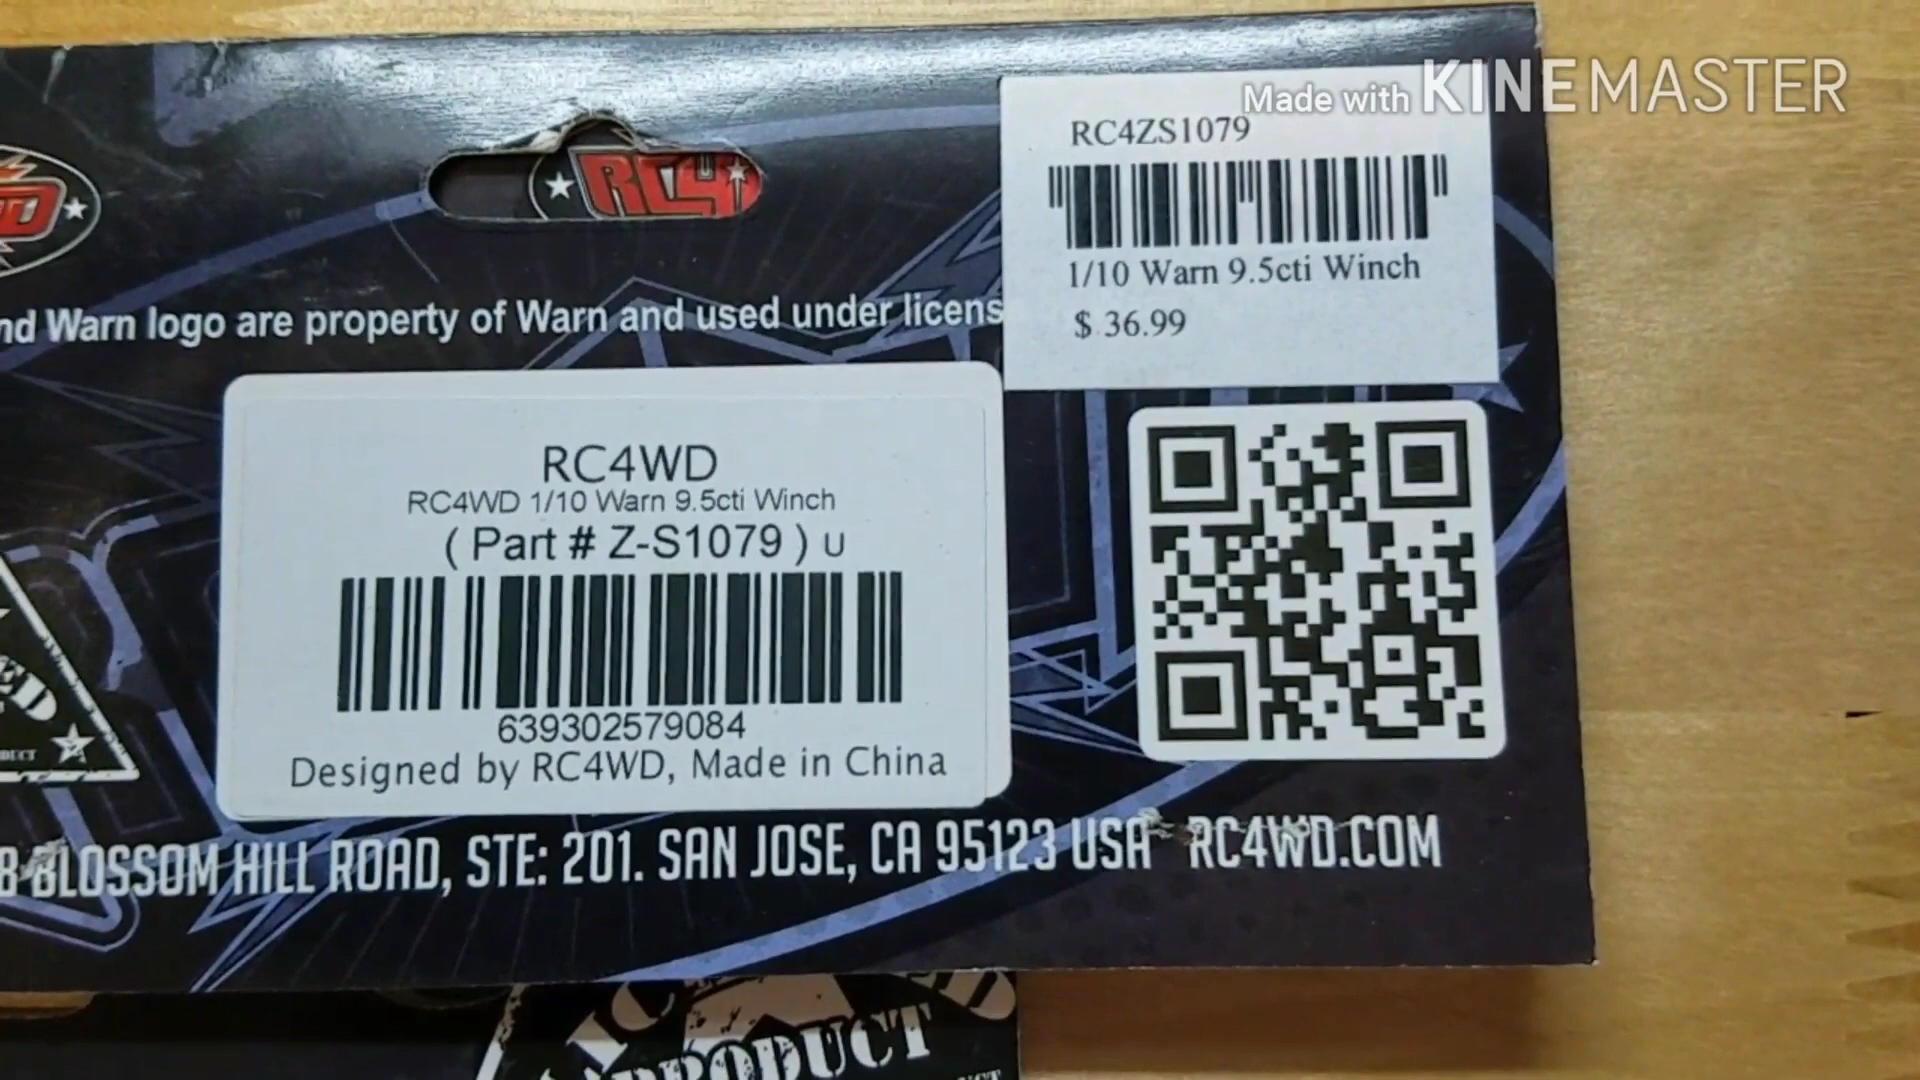 Made with KINEMASTER
RC4ZS1079
RC4
1/10 Warn 9.5cti Winch
$ 36.99
nd Warn logo are property of Warn and used under licens
RC4WD
RC4WD 1/10 Warn 9.5cti Winch
( Part # Z-S1079 ) U
639302579084
Designed by RC4WD, Made in China
8 BLOSSOM HILL ROAD, STE: 201. SAN JOSE, CA 95123 USA RC4WD.COM
PRODUCT